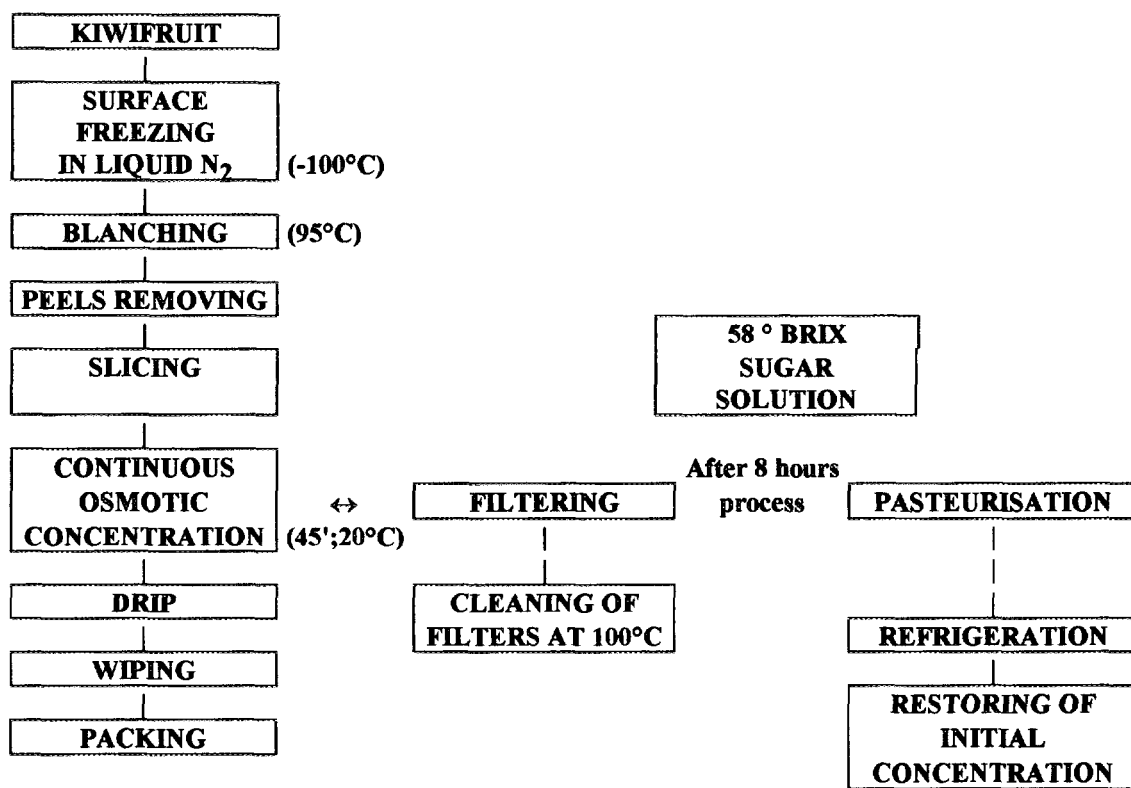 KIWIFRUIT
SURFACE
FREEZING
IN LIQUID N2 (-100°C)
BLANCHING (95°C)
PEELS REMOVING
SLICING
58 ° BRIX
SUGAR
SOLUTION
CONTINUOUS
OSMOTIC
CONCENTRATION
↔
(45';20°C)
FILTERING
After 8 hours
process
PASTEURISATION
DRIP
CLEANING OF
FILTERS AT 100°C
REFRIGERATION
WIPING
PACKING
RESTORING OF
INITIAL
CONCENTRATION